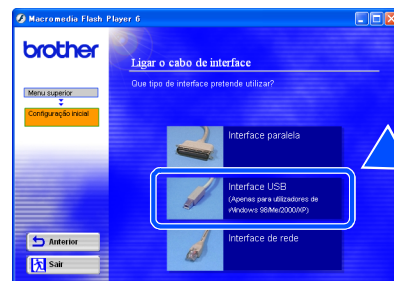 Macromedia Flash Player 6
brother
Ligar o cabo de interface
Que tipo de interface pretende utilizar?
Menu superior
Configuração inicial
Interface paralela
Interface USB
(Apenas para utilizadores de
Windows 98/Me/2000/XP)
Interface de rede
Anterior
Sair